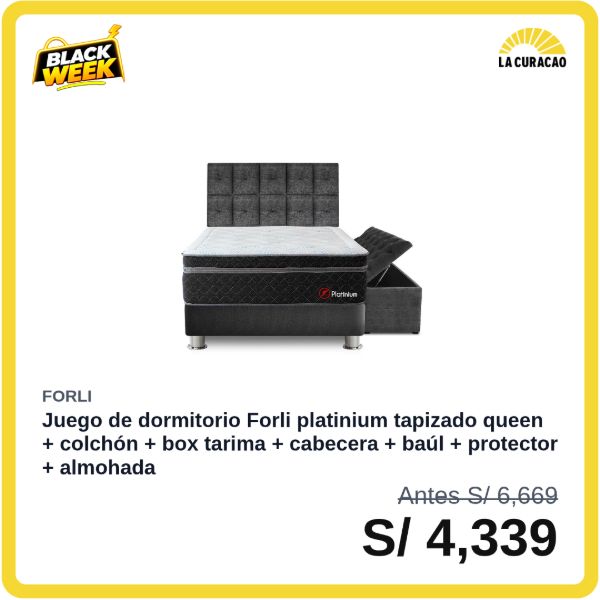 BLACK
WEEK
LA CURACAO
Platinium
FORLI
Juego de dormitorio Forli platinium tapizado queen
+ colchón + box tarima + cabecera + baúl + protector
+ almohada
Antes S/ 6,669
S/ 4,339